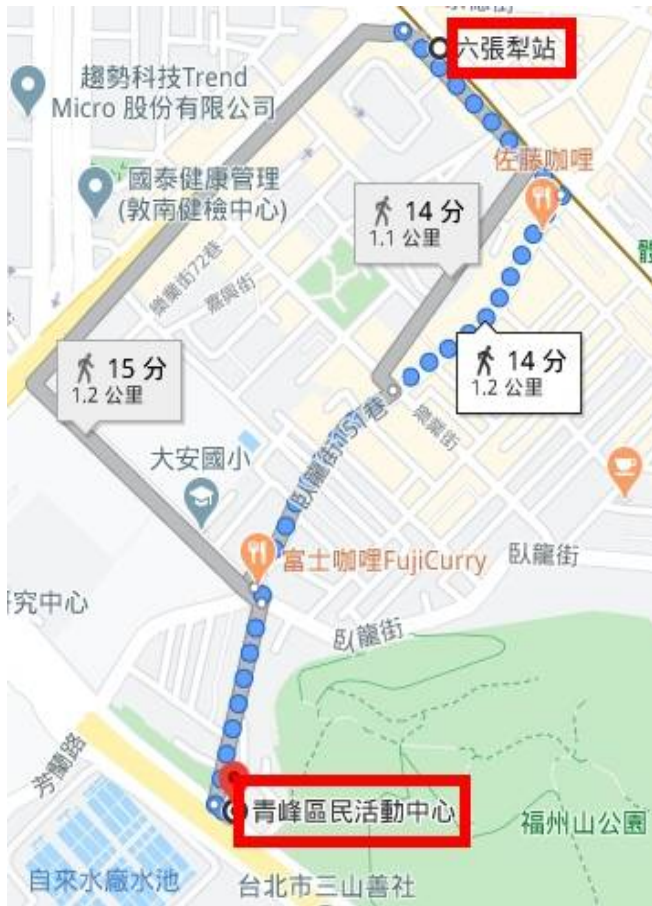 六張犁站
趨勢科技Trend
Micro 股份有限公司
佐藤咖哩
國泰健康管理
(敦南健檢中心)
14 分
1.1 公里
樂業街72巷
嘉興街
14 分
1.2 公里
15 分
1.2 公里
樂業街
臥龍街151巷
大安國小
富士咖哩FujiCurry
臥龍街
究中心
臥龍街
芳蘭路
青峰區民活動中心
福州山公園
自來水廠水池
台北市三山善社